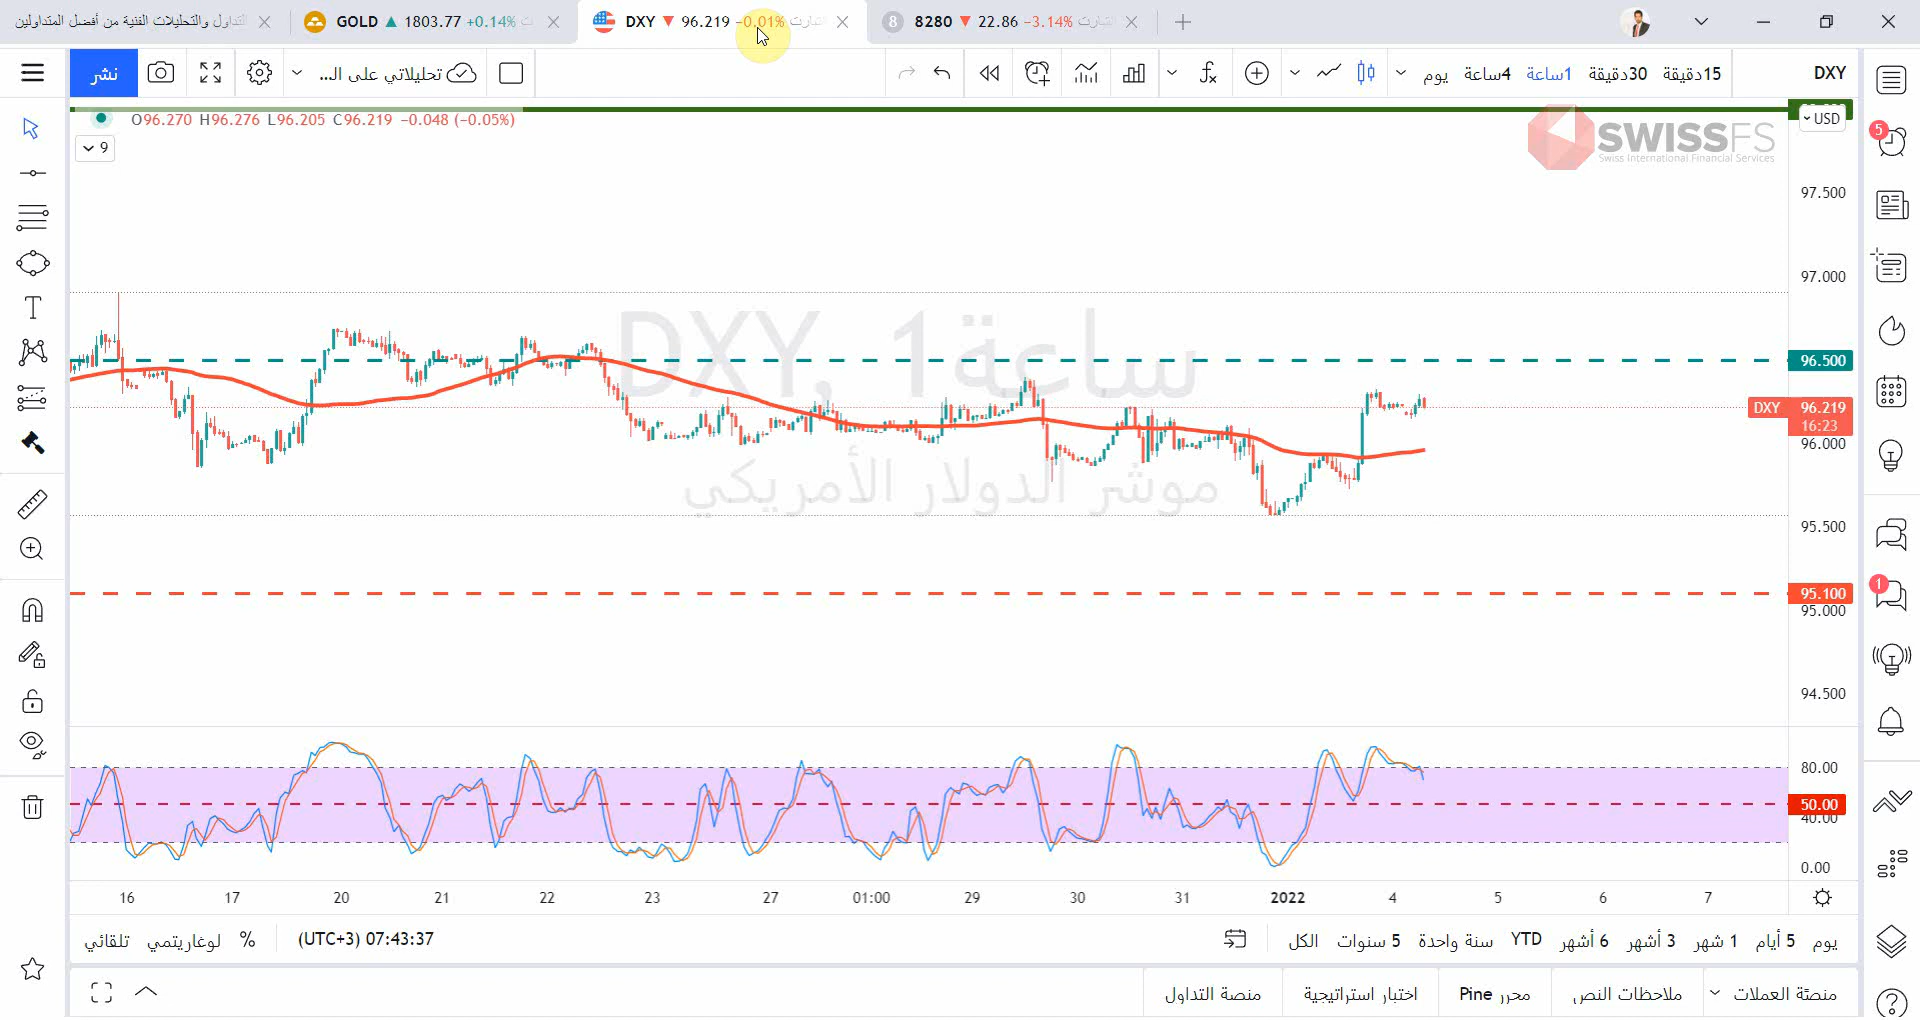 التداول والتحليلات الفنية من أفضل المتداولين
GOLD 1803.77 +0.14%
DXY 96.219 -0.01% شارت
8 8280 22.86 -3.14% شارت
نشر
تحليلاتي على الـ...
يوم 4ساعة 1ساعة 30دقيقة 15دقيقة
DXY
O96.270 H96.276 L96.205 C96.219 −0.048 (−0.05%)
9
USD
SWISSFS
Swiss International Financial Services
5
97.500
97.000
DXY, 1ساعة
96.500
DXY 96.219
16:23
96.000
مؤشر الدولار الأمريكي
95.500
95.100
95.000
1
94.500
80.00
50.00
40.00
0.00
16 17 20 21 22 23 27 01:00 29 30 31 2022 4 5 6 7
تلقائي لوغاريتمي % 07:43:37 (UTC+3)
يوم 5 أيام 1 شهر 3 أشهر 6 أشهر YTD سنة واحدة 5 سنوات الكل
منصة التداول اختبار استراتيجية محرر Pine ملاحظات النص منصئة العملات